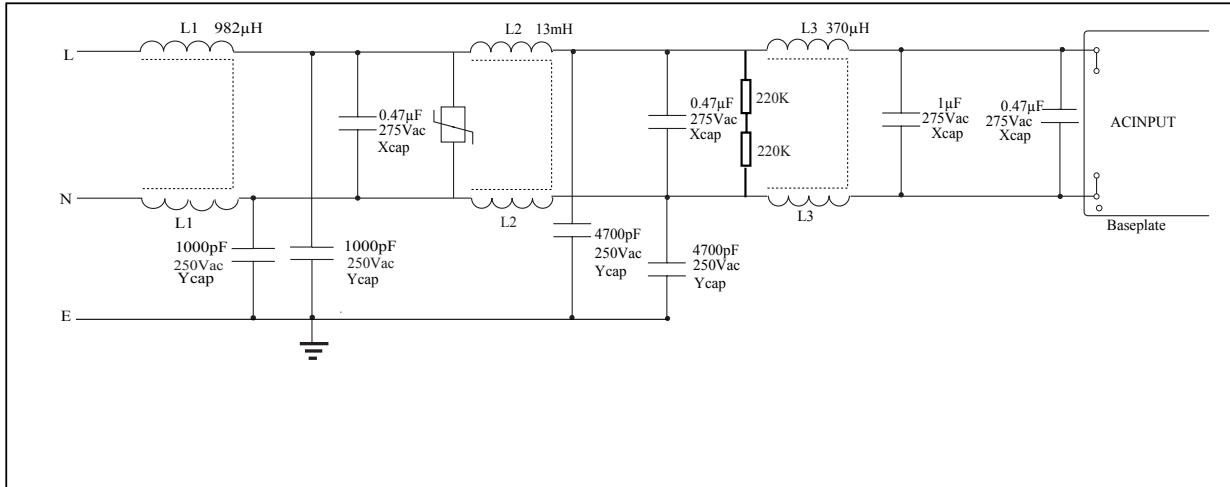 L1 982µH
L2 13mH
L3 370µH
L
0.47µF
275Vac
Xcap
0.47µF
275Vac
Xcap
220K
220K
1µF
275Vac
Xcap
0.47µF
275Vac
Xcap
ACINPUT
N
L1
L2
L3
Baseplate
1000pF
250Vac
Ycap
1000pF
250Vac
Ycap
4700pF
250Vac
Ycap
4700pF
250Vac
Ycap
E